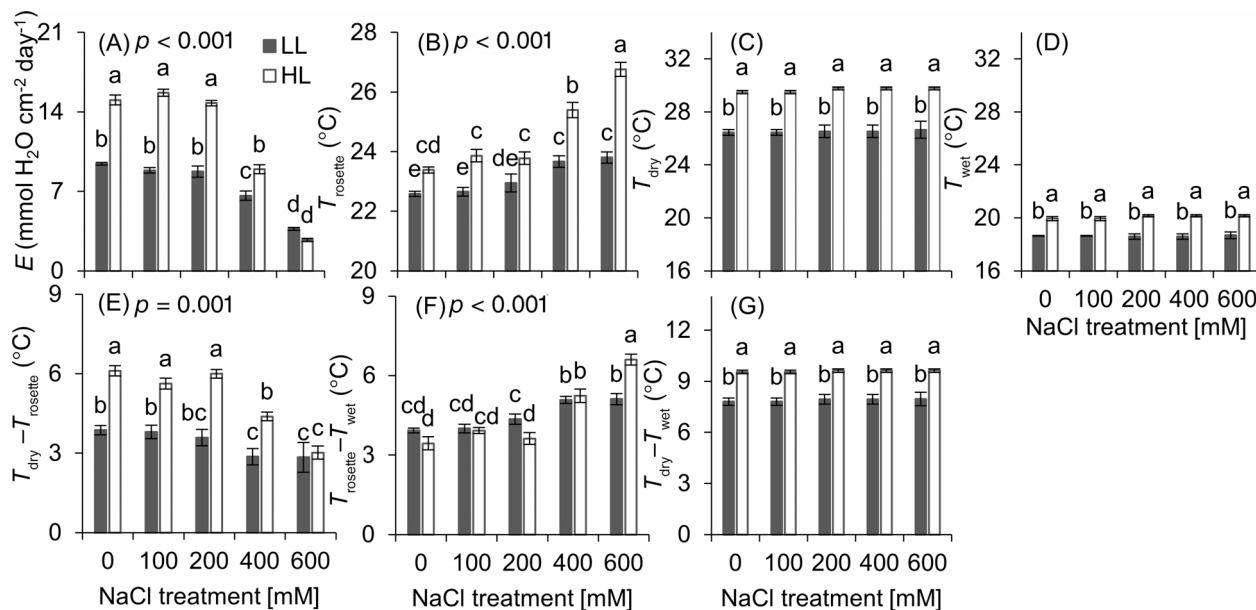 (A) p < 0.001
LL
HL
E (mmol H2O cm-2 day-1)
21
14
7
0
b a b a b a c b d d
(B) p < 0.001
Trosette (°C)
28
26
24
22
20
e cd e c de c c b c a
(C)
Tdry (°C)
32
28
24
20
16
b a b a b a b a b a
(D)
Twet (°C)
32
28
24
20
16
b a b a b a b a b a
0 100 200 400 600
NaCl treatment [mM]
(E) p = 0.001
Tdry –Trosette (°C)
9
6
3
0
b a b a bc a c b c c
0 100 200 400 600
NaCl treatment [mM]
(F) p < 0.001
Trosette–Twet (°C)
9
6
3
0
cd d cd cd c d b b b a
0 100 200 400 600
NaCl treatment [mM]
(G)
Tdry–Twet (°C)
12
9
6
3
0
b a b a b a b a b a
0 100 200 400 600
NaCl treatment [mM]